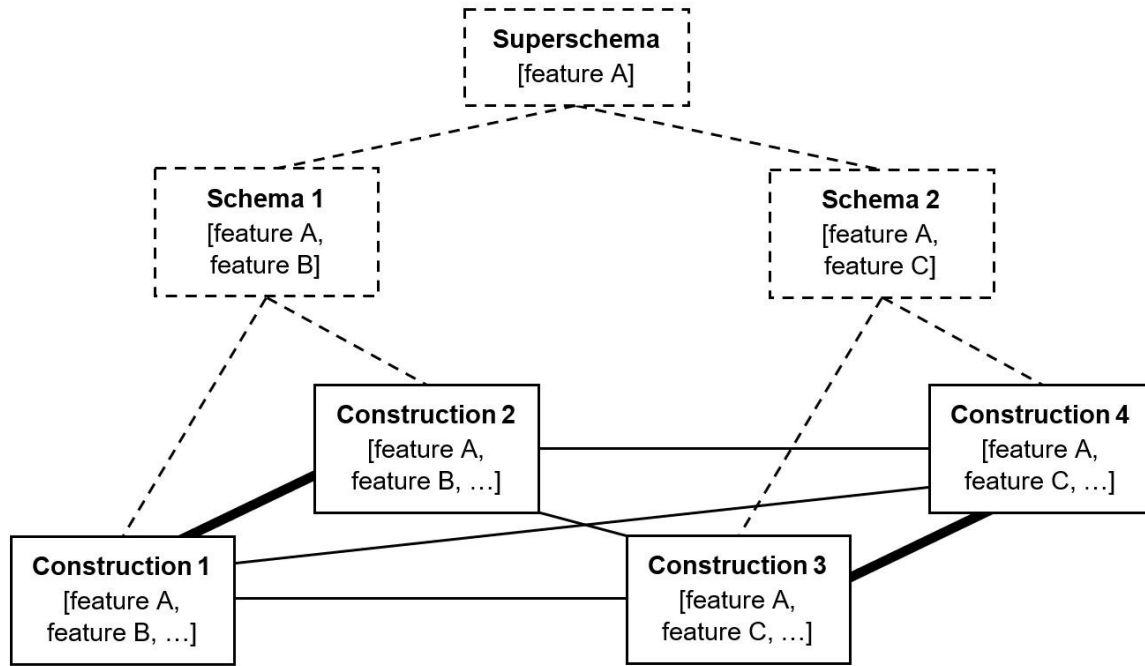 Superschema
[feature A]
Schema 1
[feature A,
feature B]
Schema 2
[feature A,
feature C]
Construction 2
[feature A,
feature B, …]
Construction 4
[feature A,
feature C, …]
Construction 1
[feature A,
feature B, …]
Construction 3
[feature A,
feature C, …]